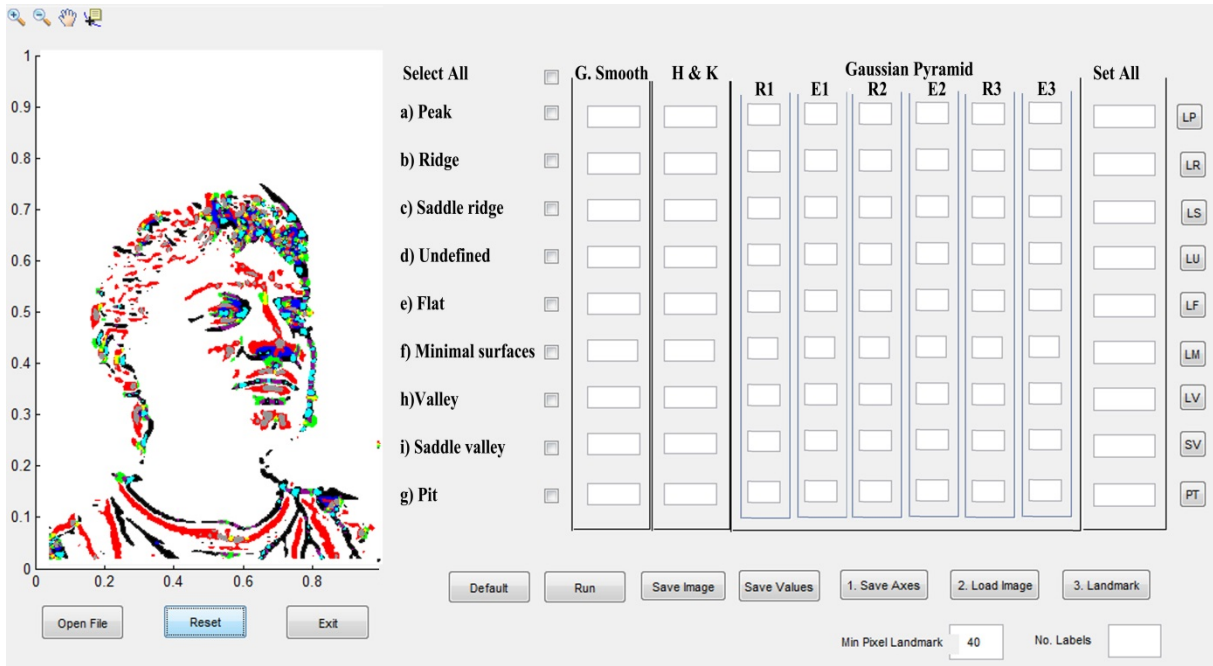 Select All G. Smooth H & K Gaussian Pyramid Set All
R1 E1 R2 E2 R3 E3
a) Peak LP
b) Ridge LR
c) Saddle ridge LS
d) Undefined LU
e) Flat LF
f) Minimal surfaces LM
h)Valley LV
i) Saddle valley SV
g) Pit PT
1
0.9
0.8
0.7
0.6
0.5
0.4
0.3
0.2
0.1
0
0 0.2 0.4 0.6 0.8
Default Run Save Image Save Values 1. Save Axes 2. Load Image 3. Landmark
Open File Reset Exit
Min Pixel Landmark 40 No. Labels